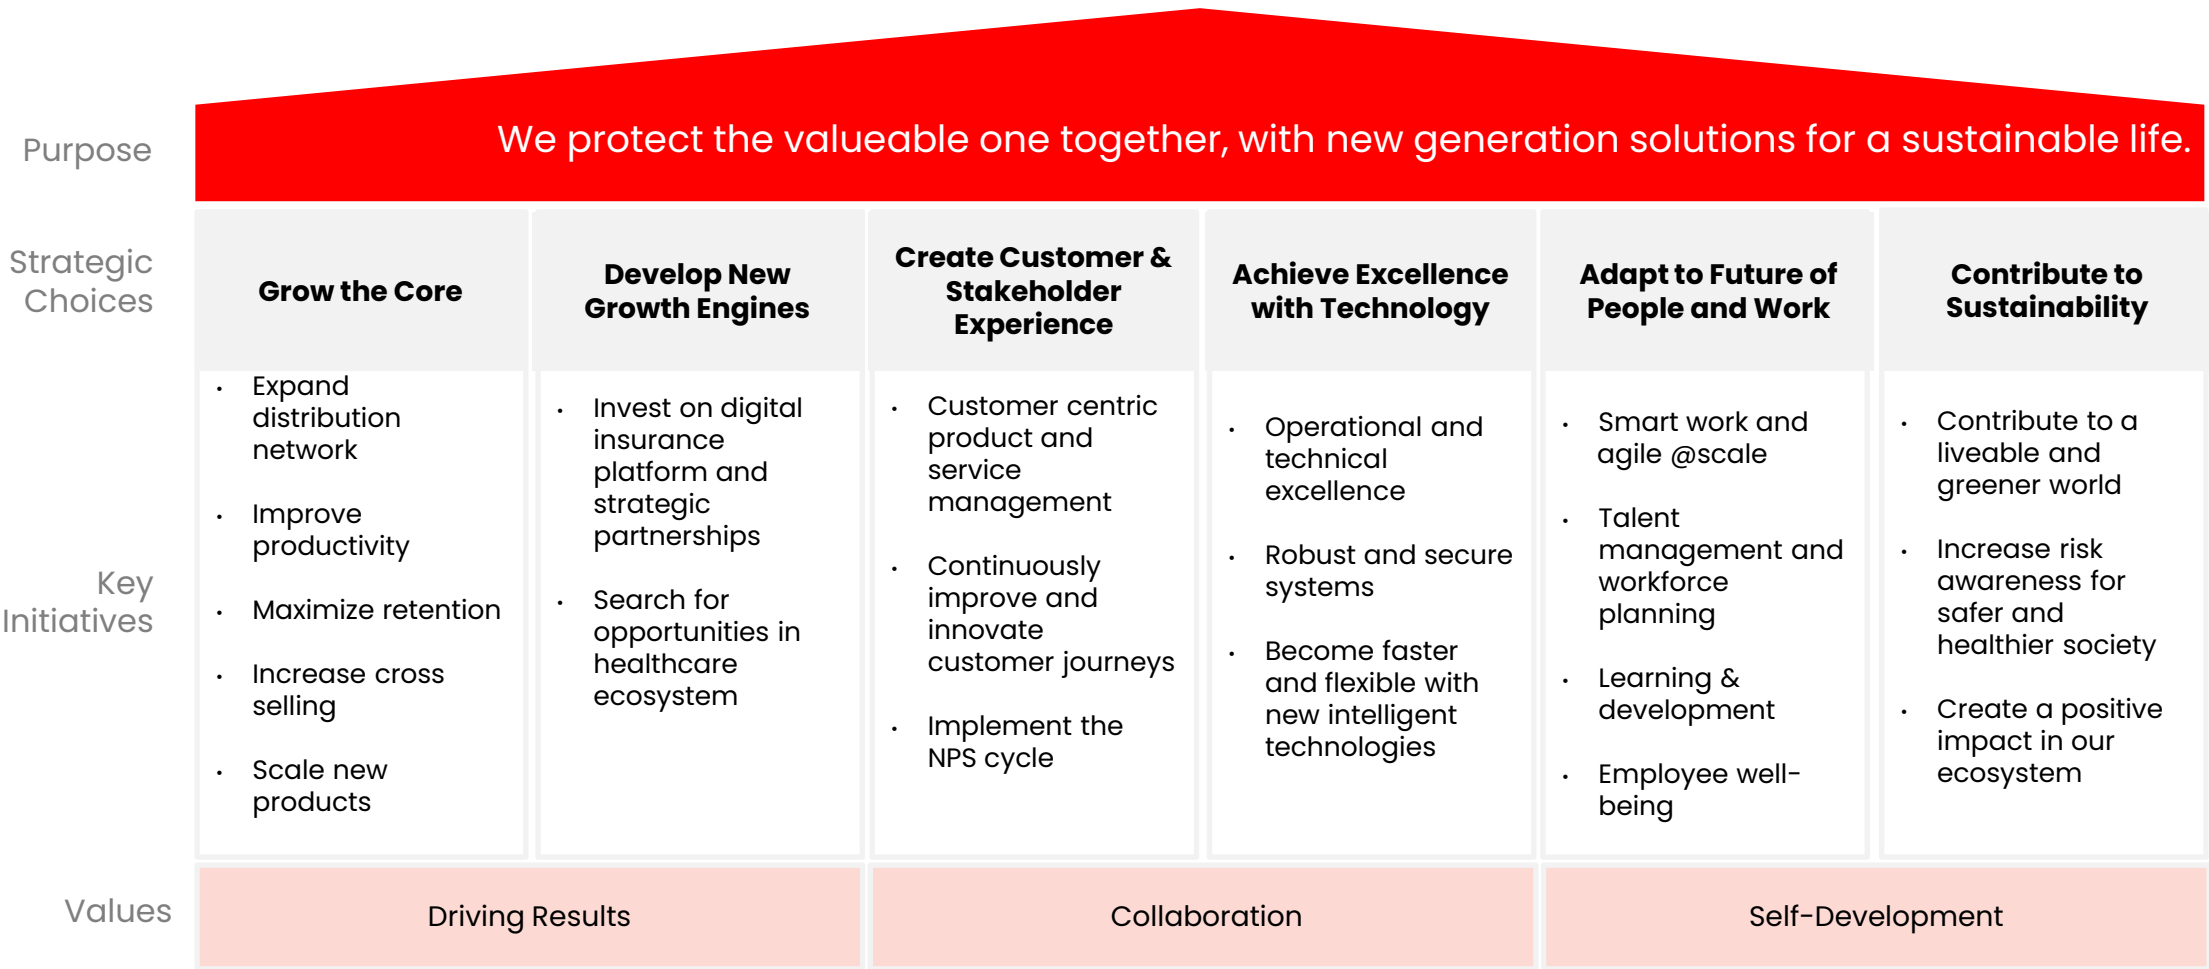 Purpose
We protect the valueable one together, with new generation solutions for a sustainable life.
Strategic
Choices
Grow the Core
Develop New
Growth Engines
Create Customer &
Stakeholder
Experience
Achieve Excellence
with Technology
Adapt to Future of
People and Work
Contribute to
Sustainability
Key
Initiatives
• Expand
distribution
network
• Improve
productivity
• Maximize retention
• Increase cross
selling
• Scale new
products
• Invest on digital
insurance
platform and
strategic
partnerships
• Search for
opportunities in
healthcare
ecosystem
• Customer centric
product and
service
management
• Continuously
improve and
innovate
customer journeys
• Implement the
NPS cycle
• Operational and
technical
excellence
• Robust and secure
systems
• Become faster
and flexible with
new intelligent
technologies
• Smart work and
agile @scale
• Talent
management and
workforce
planning
• Learning &
development
• Employee well-
being
• Contribute to a
liveable and
greener world
• Increase risk
awareness for
safer and
healthier society
• Create a positive
impact in our
ecosystem
Values
Driving Results
Collaboration
Self-Development